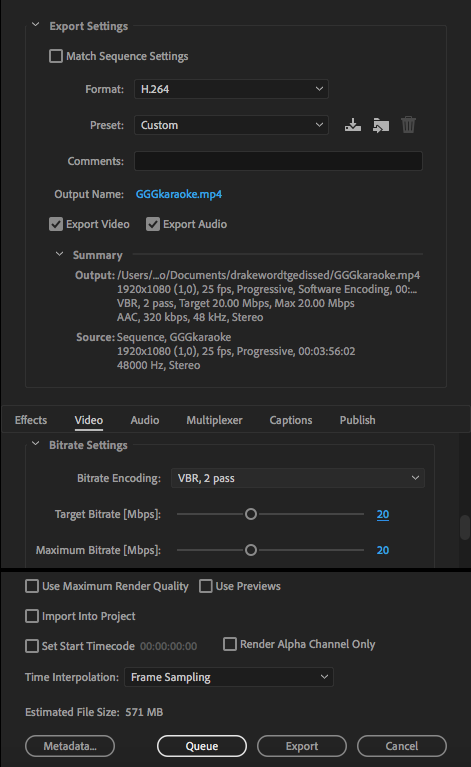 Export Settings
Match Sequence Settings
Format: H.264
Preset: Custom
Comments:
Output Name: GGGkaraoke.mp4
Export Video Export Audio
Summary
Output: /Users/...o/Documents/drakewordtgedissed/GGGkaraoke.mp4
1920x1080 (1,0), 25 fps, Progressive, Software Encoding, 00:...
VBR, 2 pass, Target 20.00 Mbps, Max 20.00 Mbps
AAC, 320 kbps, 48 kHz, Stereo
Source: Sequence, GGGkaraoke
1920x1080 (1,0), 25 fps, Progressive, 00:03:56:02
48000 Hz, Stereo
Effects Video Audio Multiplexer Captions Publish
Bitrate Settings
Bitrate Encoding: VBR, 2 pass
Target Bitrate [Mbps]: 20
Maximum Bitrate [Mbps]: 20
Use Maximum Render Quality Use Previews
Import Into Project
Set Start Timecode 00:00:00:00 Render Alpha Channel Only
Time Interpolation: Frame Sampling
Estimated File Size: 571 MB
Metadata... Queue Export Cancel